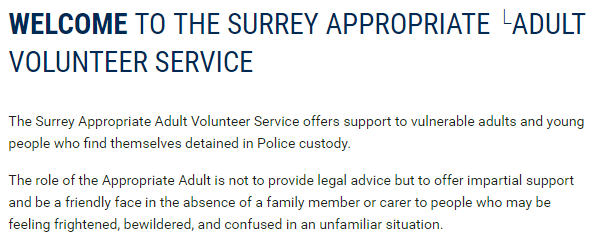 WELCOME TO THE SURREY APPROPRIATE └ADULT
VOLUNTEER SERVICE
The Surrey Appropriate Adult Volunteer Service offers support to vulnerable adults and young
people who find themselves detained in Police custody.
The role of the Appropriate Adult is not to provide legal advice but to offer impartial support
and be a friendly face in the absence of a family member or carer to people who may be
feeling frightened, bewildered, and confused in an unfamiliar situation.